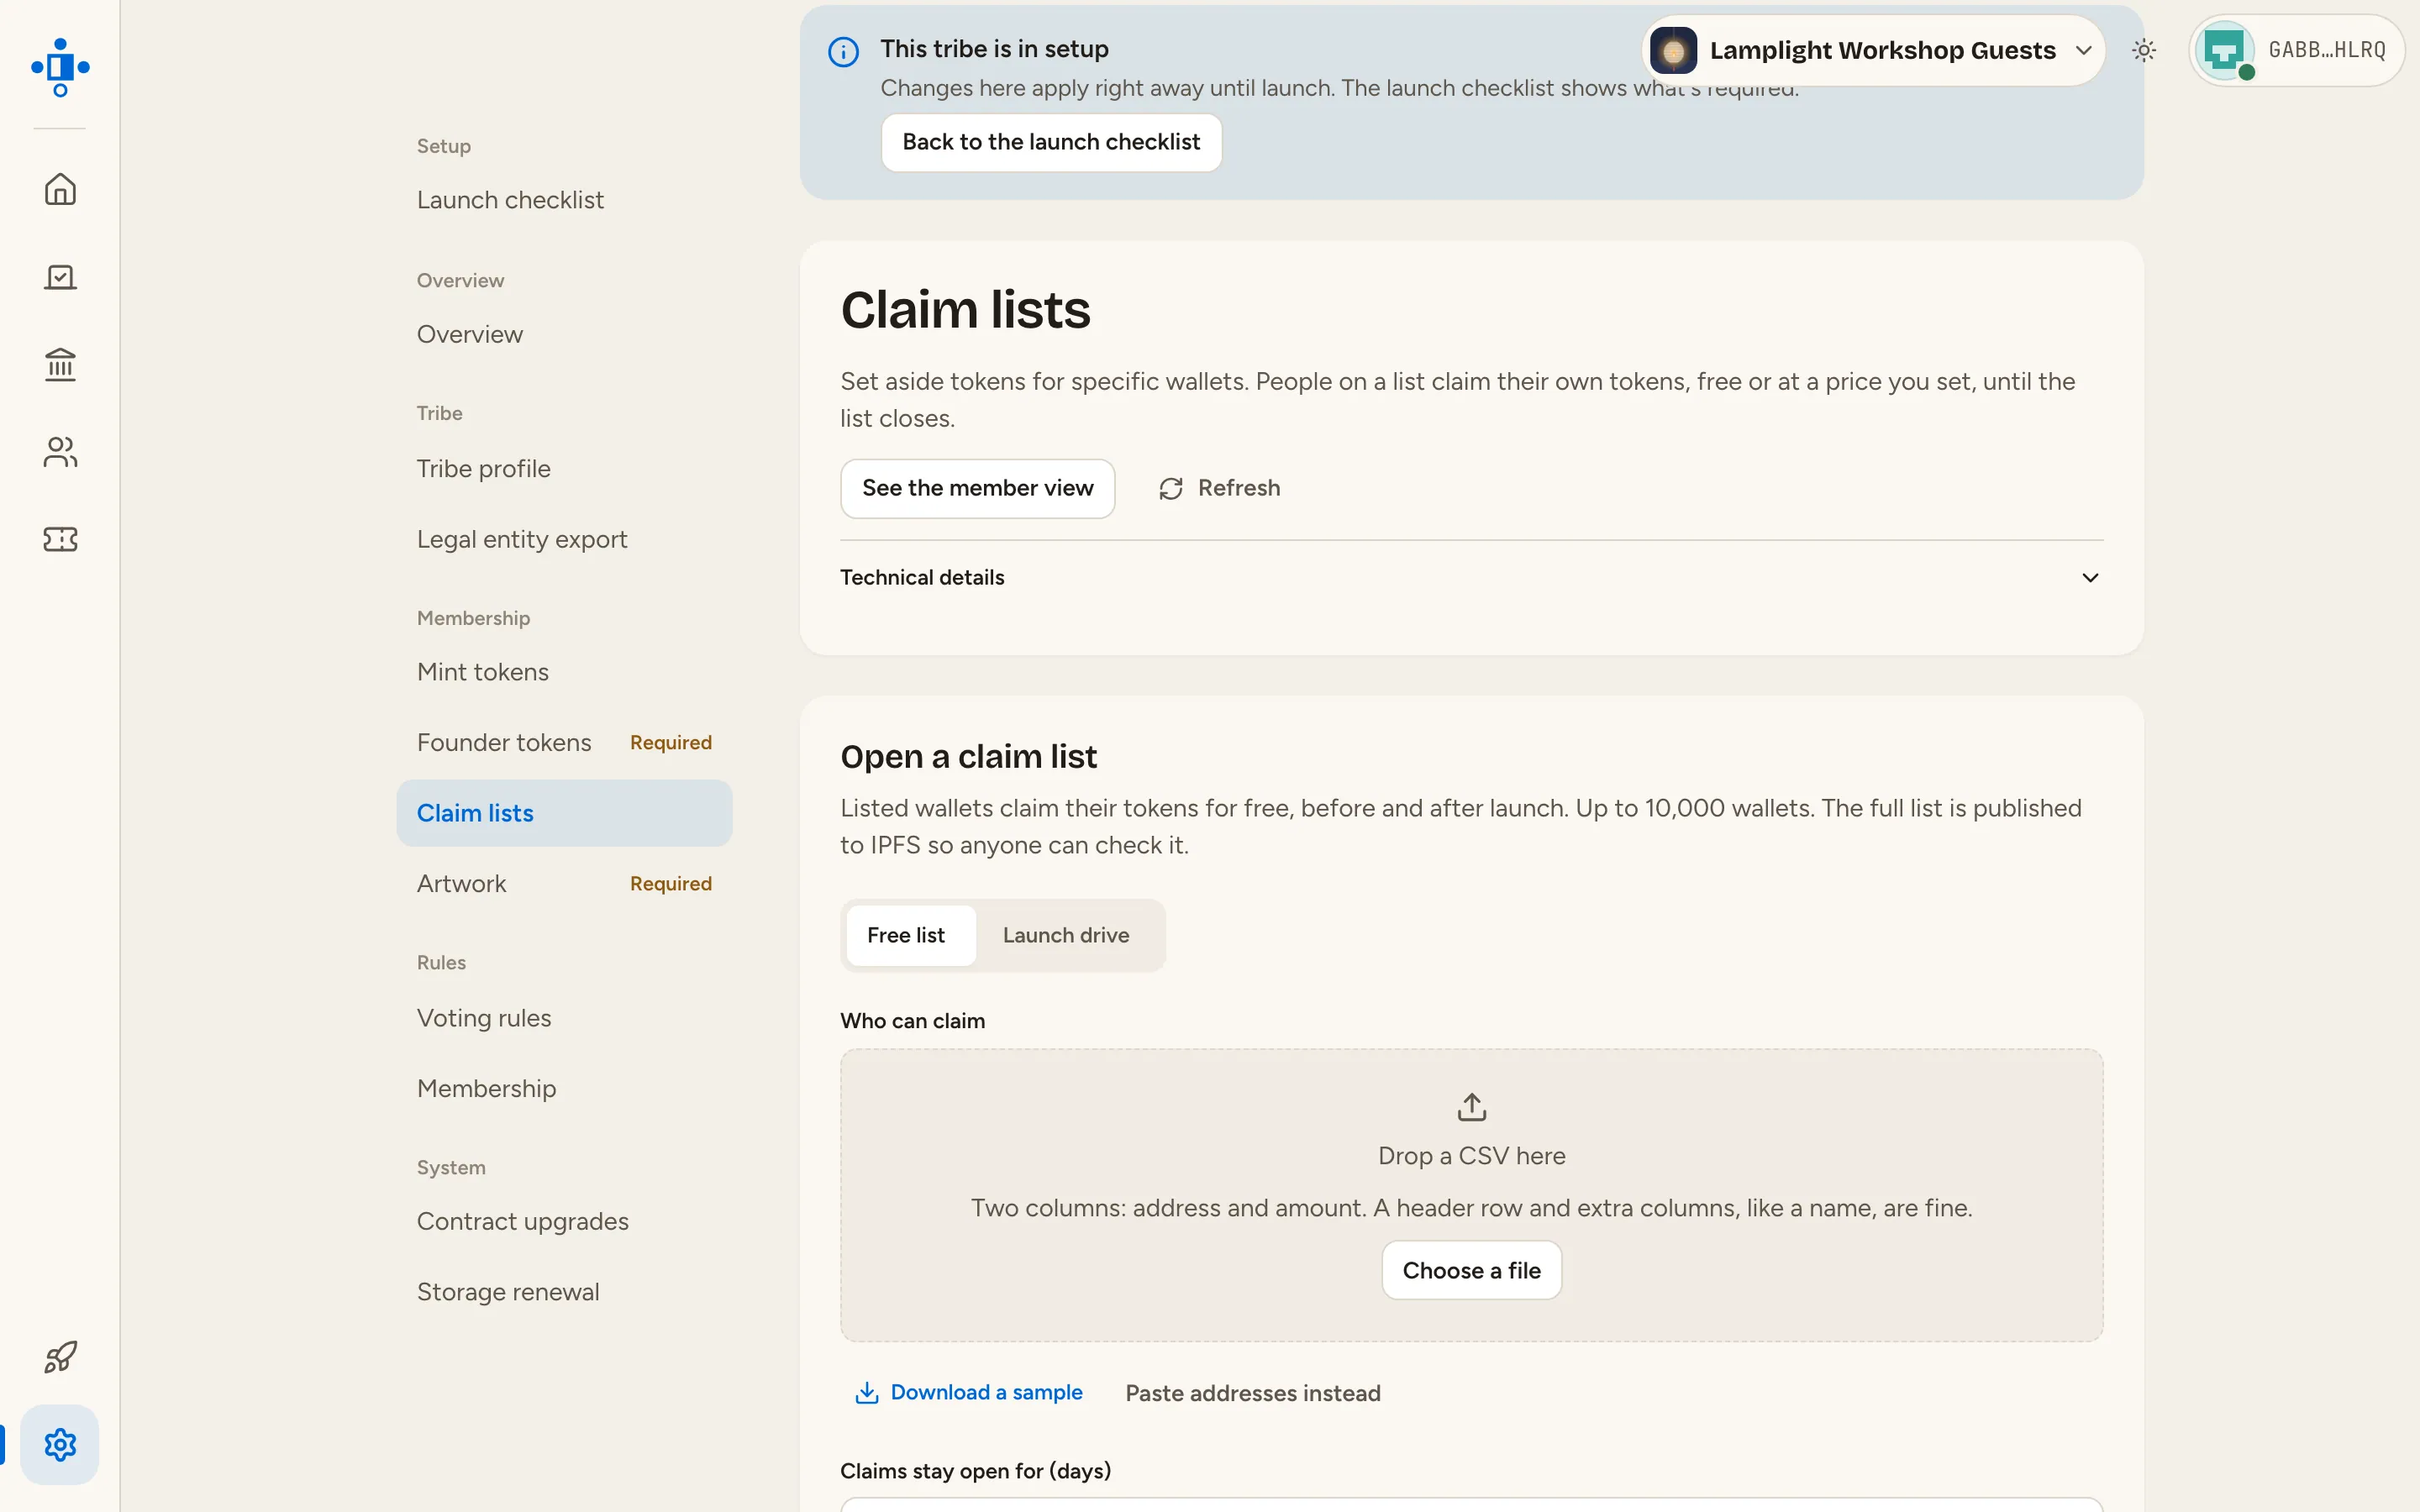 This tribe is in setup
Changes here apply right away until launch. The launch checklist shows what's required.
Back to the launch checklist
Lamplight Workshop Guests
GABB...HLRQ
Setup
Launch checklist
Overview
Overview
Tribe
Tribe profile
Legal entity export
Membership
Mint tokens
Founder tokens Required
Claim lists
Artwork Required
Rules
Voting rules
Membership
System
Contract upgrades
Storage renewal
Claim lists
Set aside tokens for specific wallets. People on a list claim their own tokens, free or at a price you set, until the
list closes.
See the member view Refresh
Technical details
Open a claim list
Listed wallets claim their tokens for free, before and after launch. Up to 10,000 wallets. The full list is published
to IPFS so anyone can check it.
Free list Launch drive
Who can claim
Drop a CSV here
Two columns: address and amount. A header row and extra columns, like a name, are fine.
Choose a file
Download a sample Paste addresses instead
Claims stay open for (days)